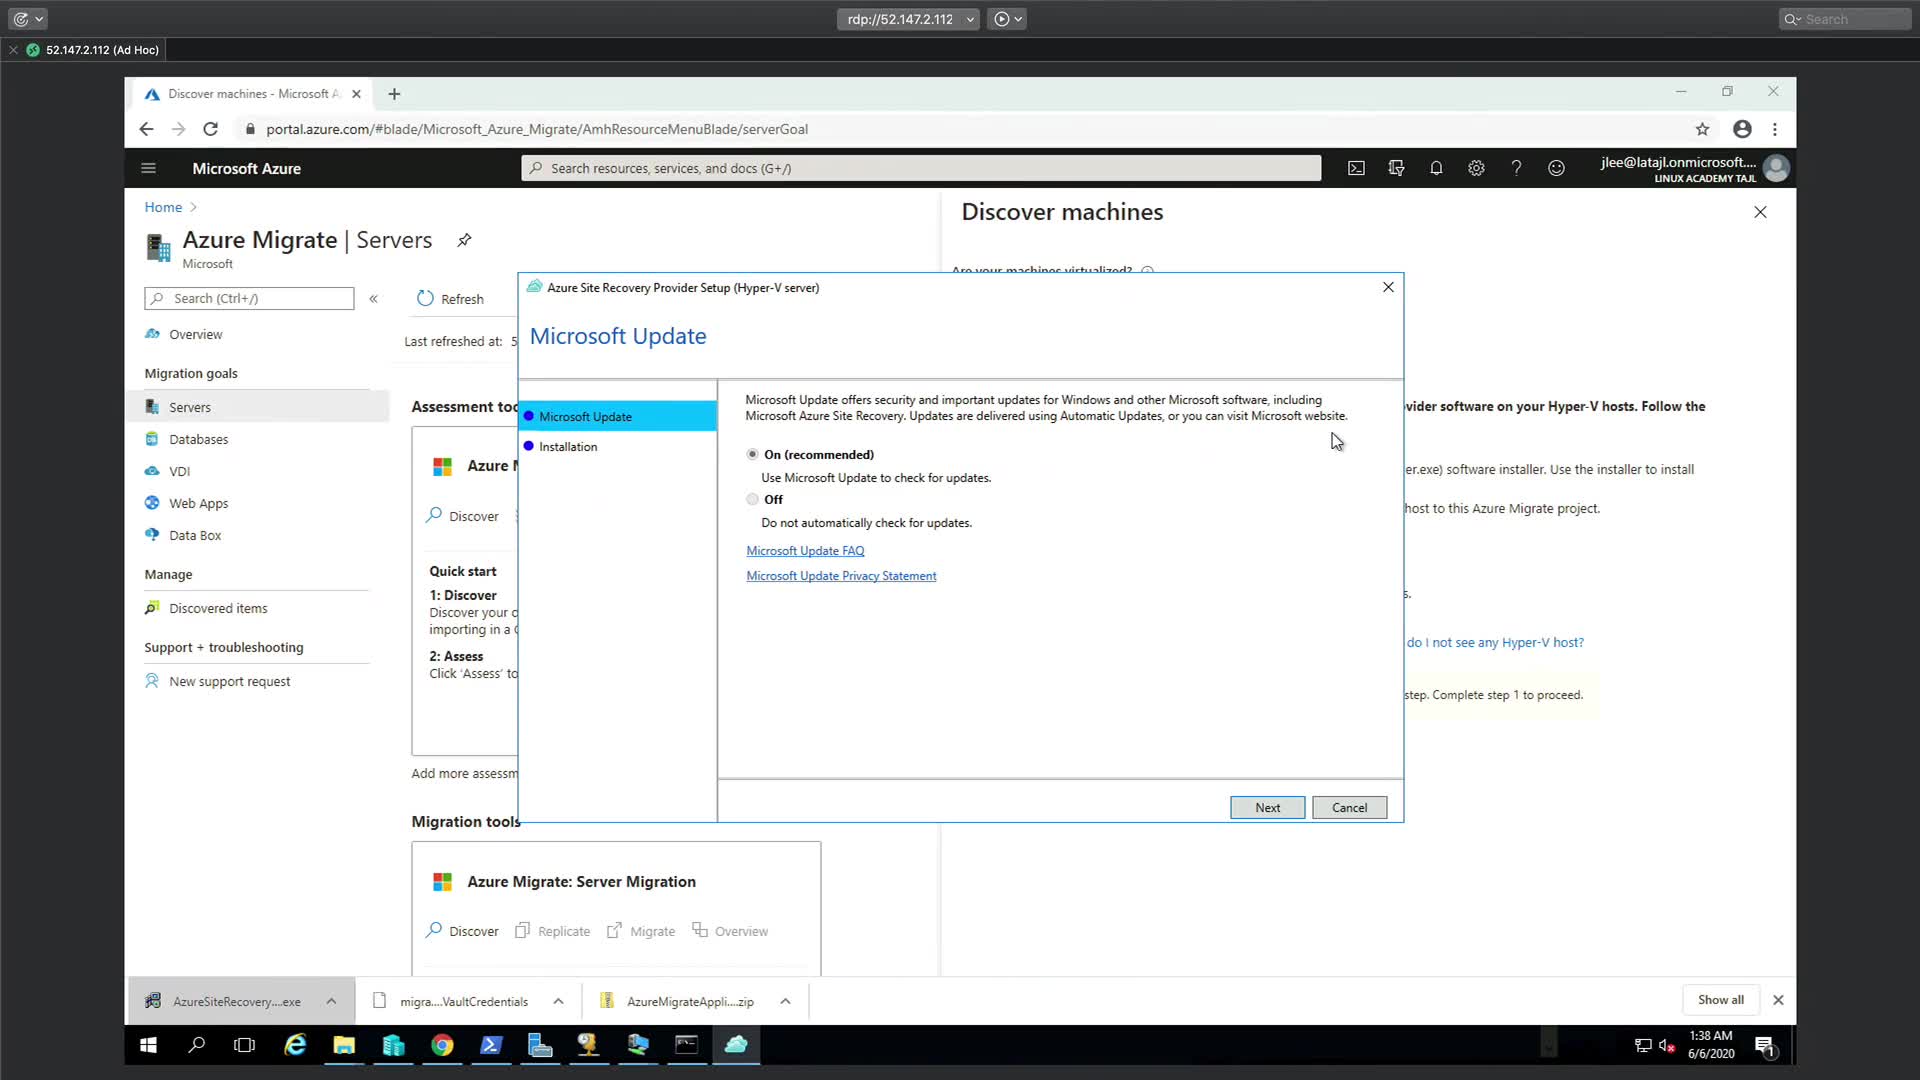 rdp://52.147.2.112
Search
52.147.2.112 (Ad Hoc)
Discover machines - Microsoft A
portal.azure.com/#blade/Microsoft_Azure_Migrate/AmhResourceMenuBlade/serverGoal
Microsoft Azure
Search resources, services, and docs (G+/)
jlee@latajl.onmicrosoft....
LINUX ACADEMY TAJL
Home
Azure Migrate | Servers
Microsoft
Search (Ctrl+/)
Refresh
Last refreshed at: 5
Overview
Migration goals
Servers
Databases
VDI
Web Apps
Data Box
Manage
Discovered items
Support + troubleshooting
New support request
Assessment too
Azure M
Discover
Quick start
1: Discover
Discover your o
importing in a C
2: Assess
Click 'Assess' to
Add more assessm
Migration tools
Azure Migrate: Server Migration
Discover
Replicate
Migrate
Overview
Discover machines
Are your machines virtualized?
vider software on your Hyper-V hosts. Follow the
er.exe) software installer. Use the installer to install
host to this Azure Migrate project.
s.
do I not see any Hyper-V host?
step. Complete step 1 to proceed.
Azure Site Recovery Provider Setup (Hyper-V server)
Microsoft Update
Microsoft Update
Installation
Microsoft Update offers security and important updates for Windows and other Microsoft software, including
Microsoft Azure Site Recovery. Updates are delivered using Automatic Updates, or you can visit Microsoft website.
On (recommended)
Use Microsoft Update to check for updates.
Off
Do not automatically check for updates.
Microsoft Update FAQ
Microsoft Update Privacy Statement
Next
Cancel
AzureSiteRecovery....exe
migra....VaultCredentials
AzureMigrateAppli....zip
Show all
1:38 AM
6/6/2020
1